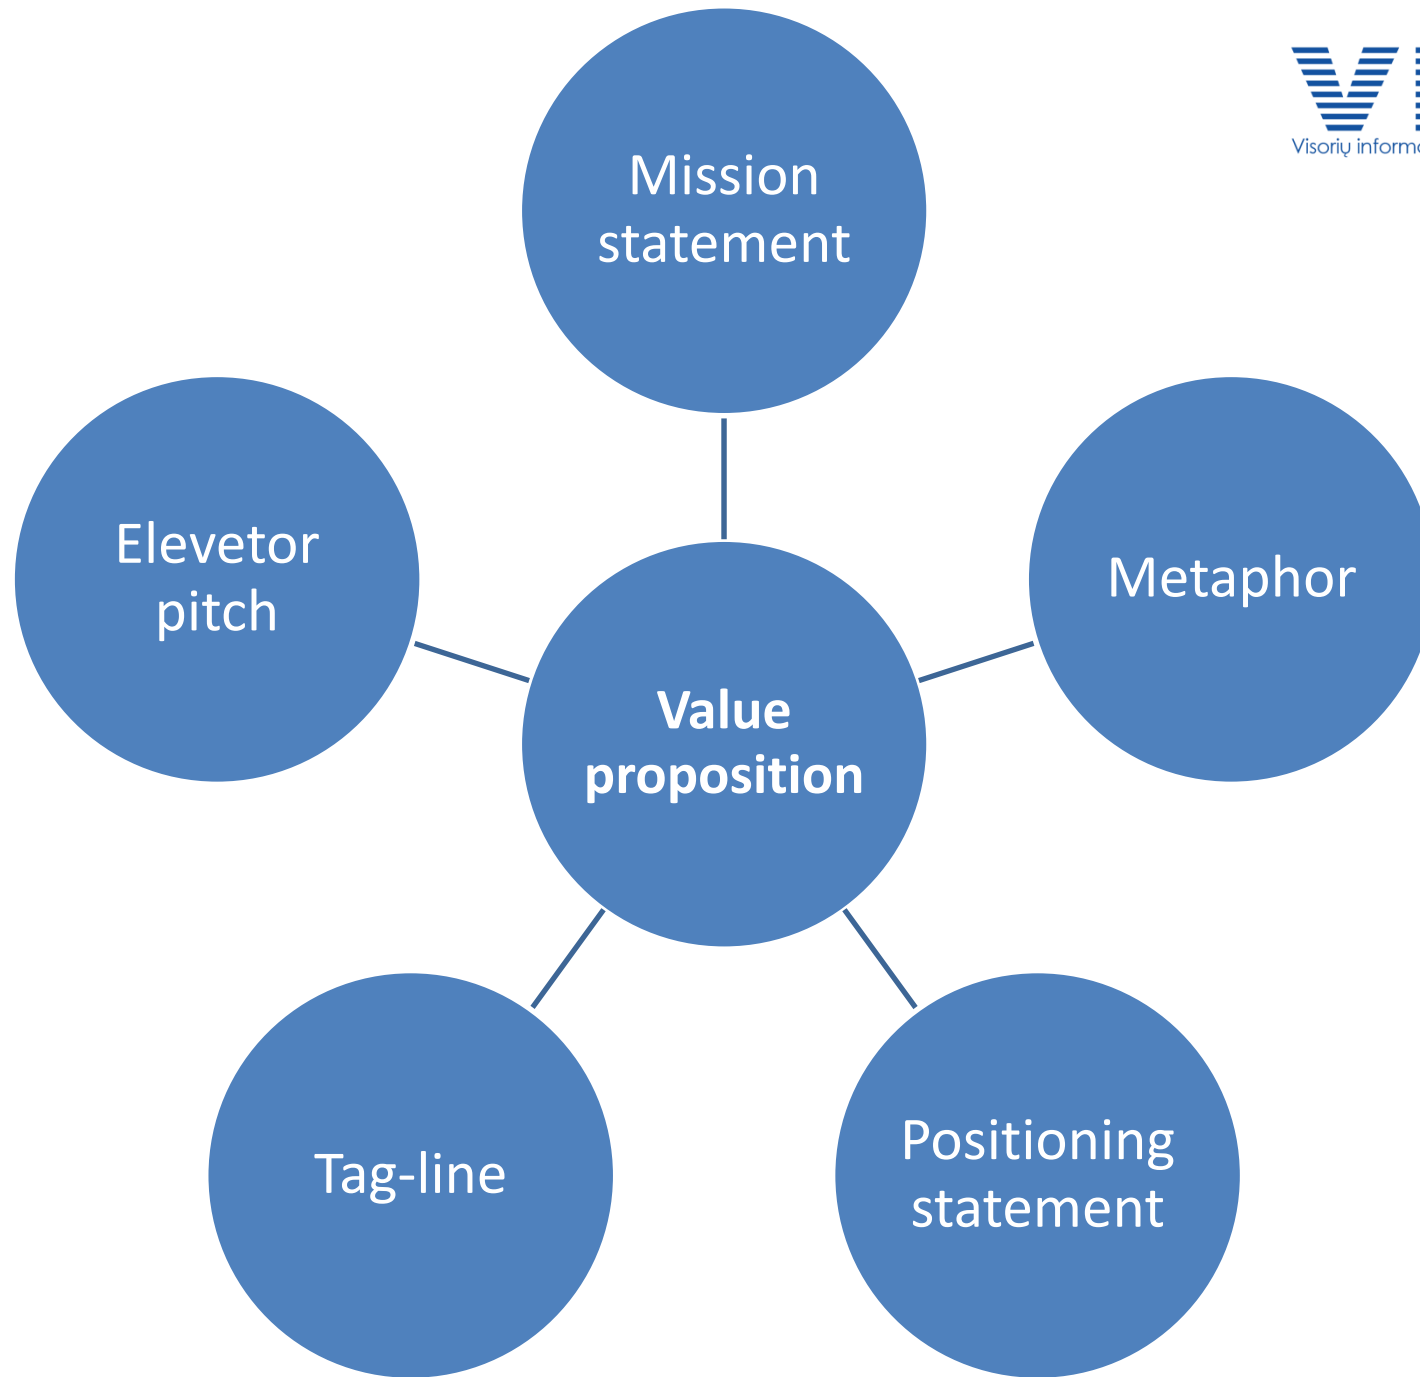 Mission
statement
Visorių
Elevetor
pitch
Metaphor
Value
proposition
Tag-line
Positioning
statement